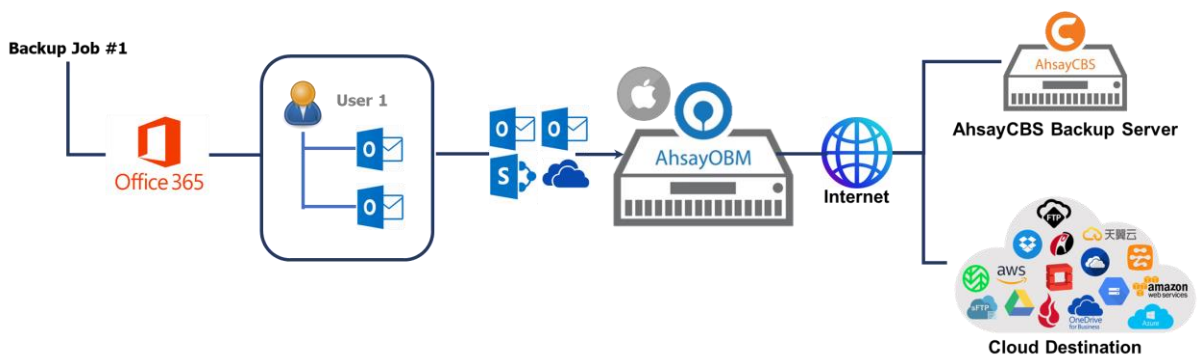 Backup Job #1
Office 365
User 1
O
O
O
O
S
AhsayOBM
Internet
C
AhsayCBS
AhsayCBS Backup Server
FTP
天翼云
aws
amazon
web services
sFTP
OneDrive
for Business
Azure
Cloud Destination